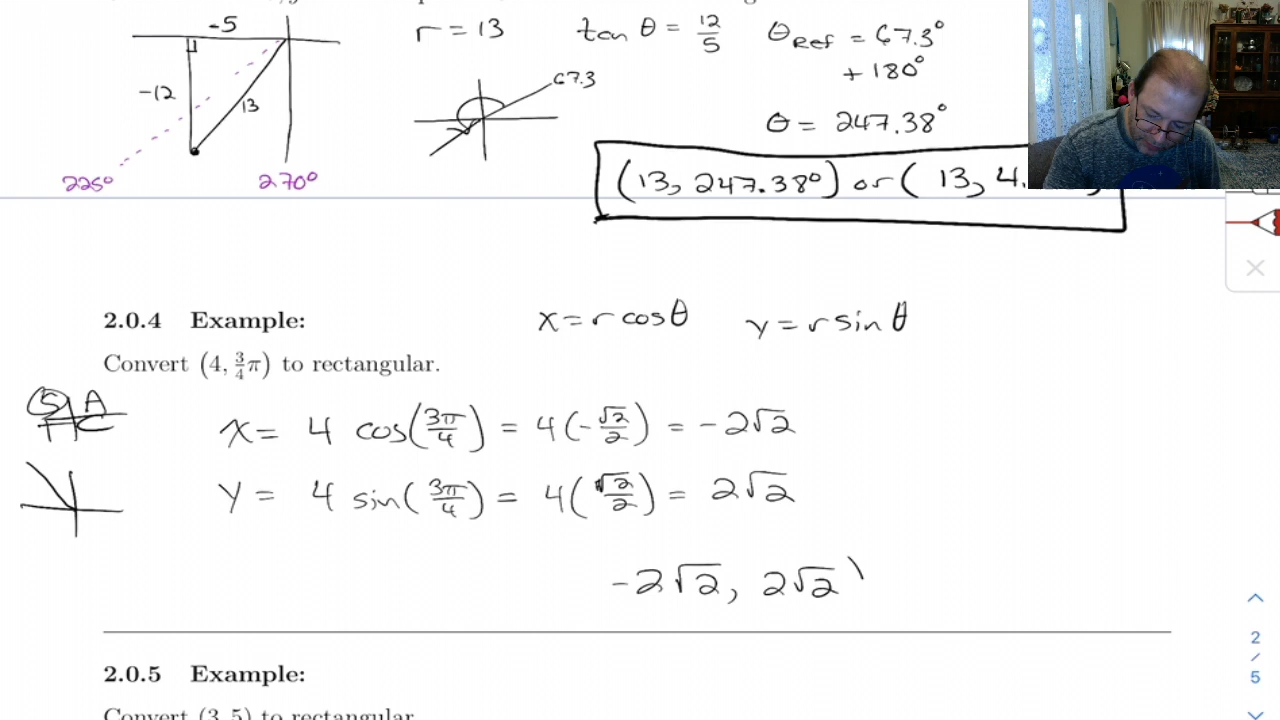 -5
r = 13
tan θ = 12/5
θRef = 67.3°
+ 180°
-12
13
67.3
θ = 247.38°
225°
270°
(13, 247.38°) or ( 13, 4.
2.0.4 Example:
x = r cosθ y = r sin θ
Convert (4, 3/4 π) to rectangular.
S A
T C
x = 4 cos(3π/4) = 4(-√2/2) = -2√2
y = 4 sin(3π/4) = 4(√2/2) = 2√2
-2√2, 2√2 )
2
/
5
2.0.5 Example:
Convert (3, 5) to rectangular